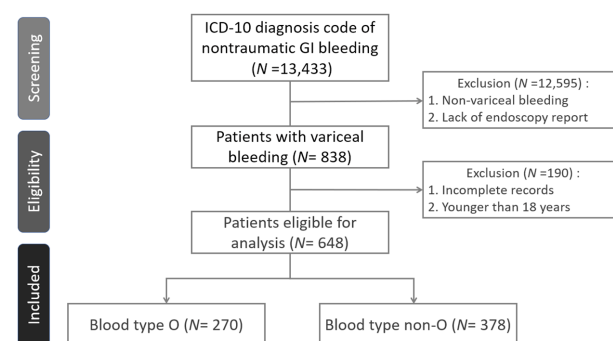 Screening
ICD-10 diagnosis code of
nontraumatic GI bleeding
(N =13,433)
Exclusion (N =12,595) :
1. Non-variceal bleeding
2. Lack of endoscopy report
Eligibility
Patients with variceal
bleeding (N= 838)
Exclusion (N =190) :
1. Incomplete records
2. Younger than 18 years
Patients eligible for
analysis (N= 648)
Included
Blood type O (N= 270)
Blood type non-O (N= 378)